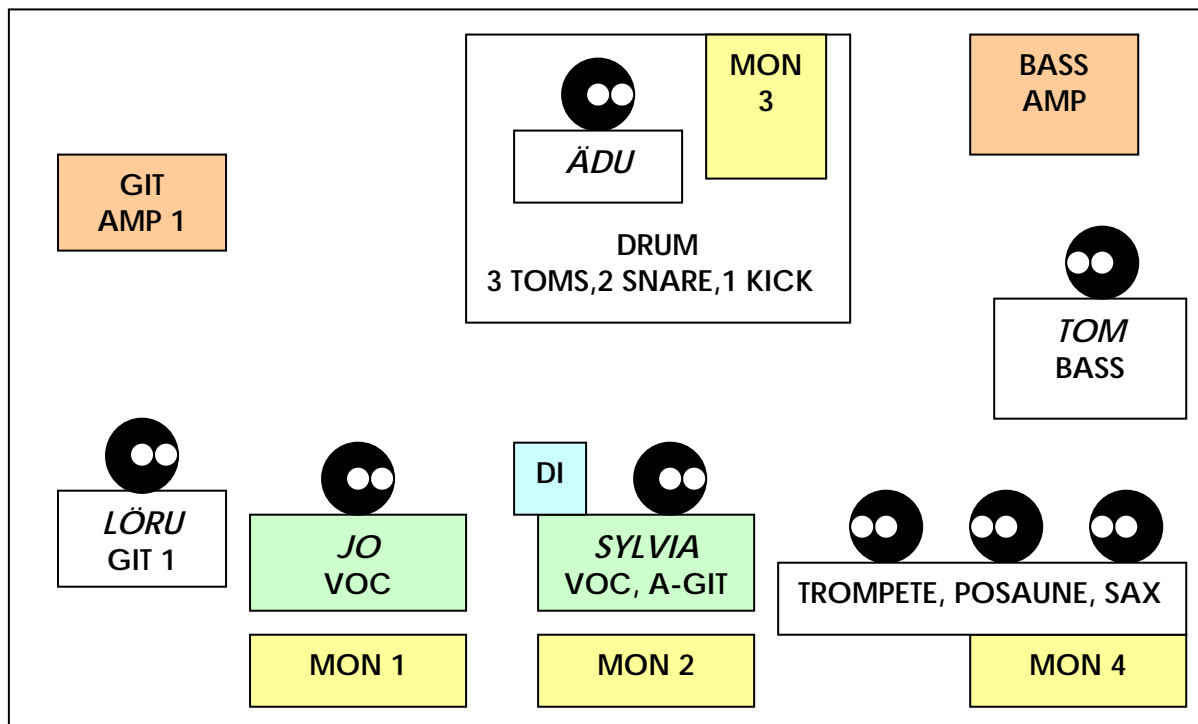 MON
3
BASS
AMP
ÄDU
GIT
AMP 1
DRUM
3 TOMS,2 SNARE,1 KICK
TOM
BASS
LÖRU
GIT 1
JO
VOC
DI
SYLVIA
VOC, A-GIT
TROMPETE, POSAUNE, SAX
MON 1
MON 2
MON 4